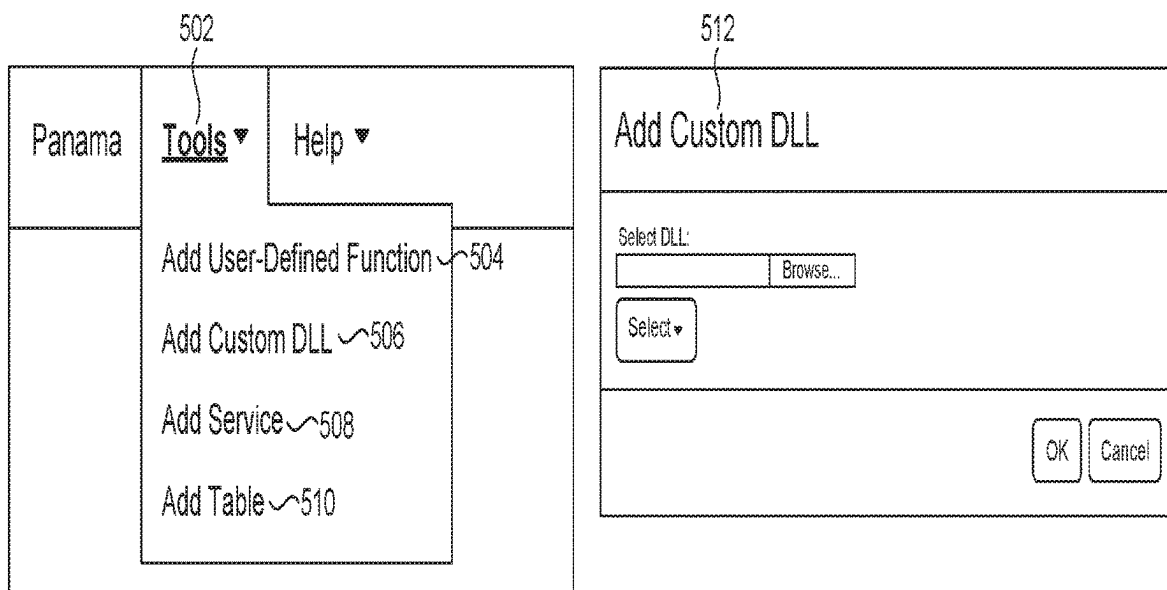 502
Panama Tools ▼ Help ▼
Add User-Defined Function 504
Add Custom DLL 506
Add Service 508
Add Table 510
512
Add Custom DLL
Select DLL:
Browse...
Select ▼
OK Cancel